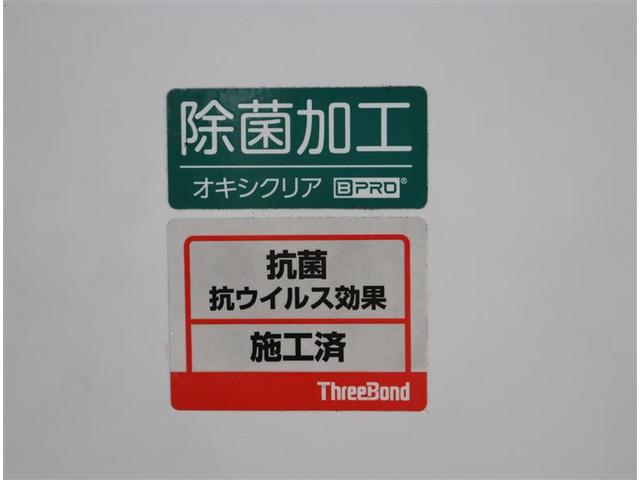 除菌加工
オキシクリア BPRO®
抗菌
抗ウイルス効果
施工済
ThreeBond